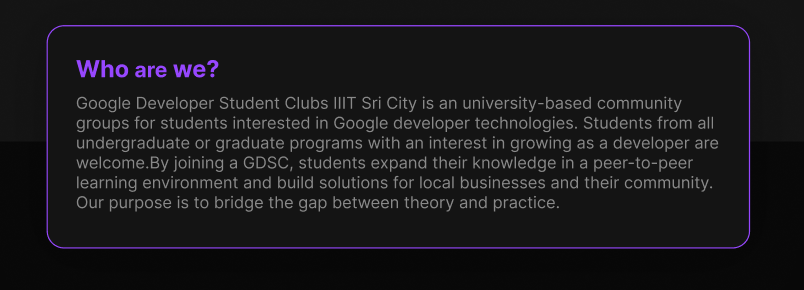 Who are we?
Google Developer Student Clubs IIIT Sri City is an university-based community
groups for students interested in Google developer technologies. Students from all
undergraduate or graduate programs with an interest in growing as a developer are
welcome.By joining a GDSC, students expand their knowledge in a peer-to-peer
learning environment and build solutions for local businesses and their community.
Our purpose is to bridge the gap between theory and practice.